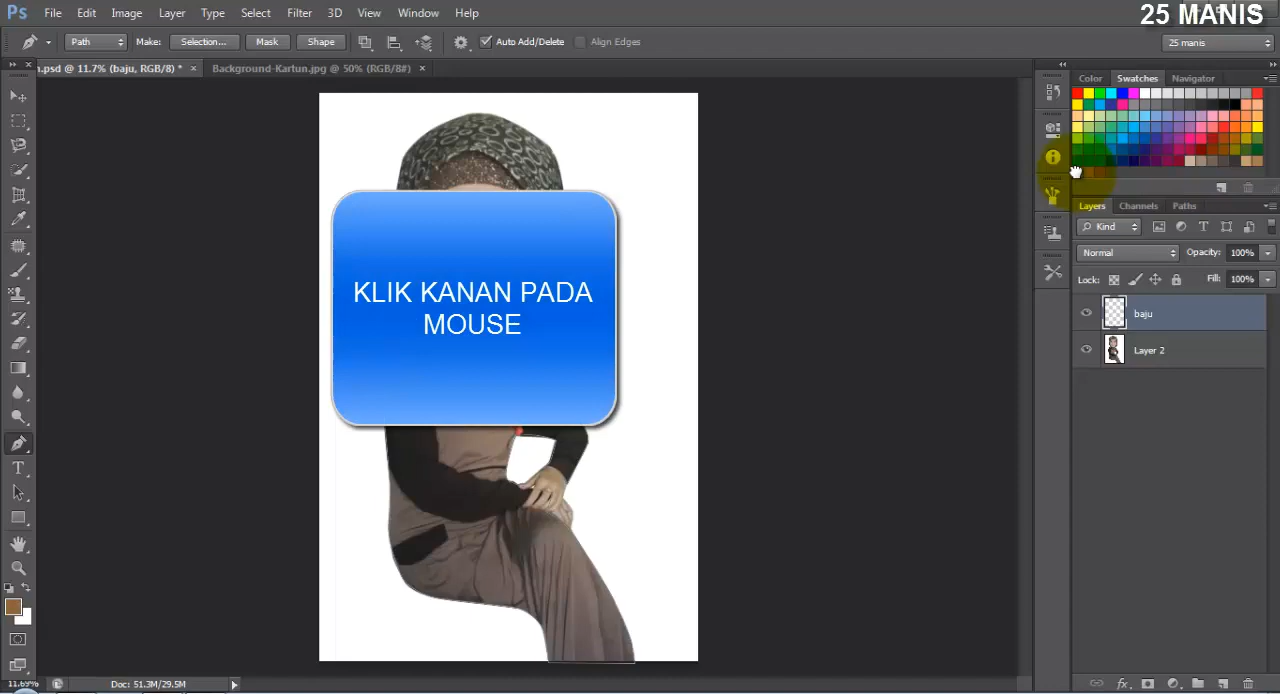 25 MANIS
Ps File Edit Image Layer Type Select Filter 3D View Window Help
Path Make: Selection... Mask Shape Auto Add/Delete Align Edges 25 manis
n.psd @ 11.7% (baju, RGB/8) * × Background-Kartun.jpg @ 50% (RGB/8#) ×
Color Swatches Navigator
Layers Channels Paths
Kind
Normal Opacity: 100%
Lock: Fill: 100%
baju
Layer 2
KLIK KANAN PADA
MOUSE
11.69% Doc: 51.3M/29.5M